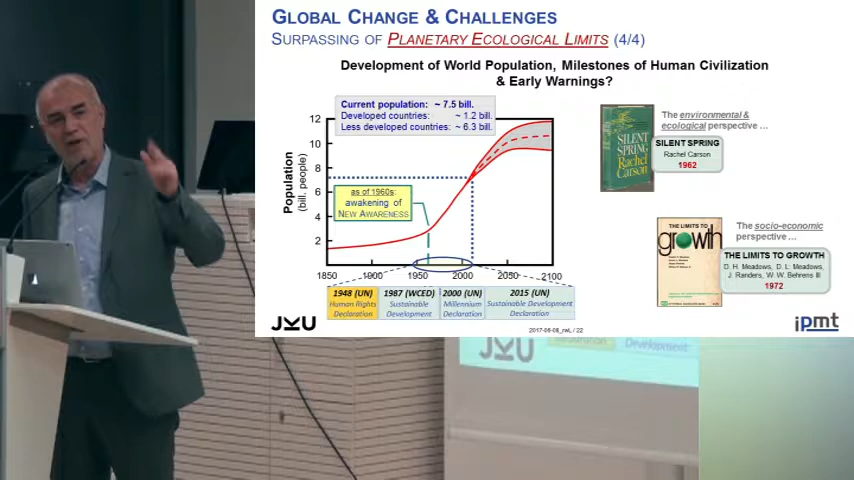 GLOBAL CHANGE & CHALLENGES
SURPASSING OF PLANETARY ECOLOGICAL LIMITS (4/4)
Development of World Population, Milestones of Human Civilization
& Early Warnings?
Current population: ~ 7.5 bill.
Developed countries: ~ 1.2 bill.
Less developed countries: ~ 6.3 bill.
Population
(bill. people)
12
10
8
6
4
2
as of 1960s:
awakening of
NEW AWARENESS
1850
1900
1950
2000
2050
2100
1948 (UN)
Human Rights
Declaration
1987 (WCED)
Sustainable
Development
2000 (UN)
Millennium
Declaration
2015 (UN)
Sustainable Development
Declaration
SILENT
SPRING
Rachel
Carson
The environmental &
ecological perspective ...
SILENT SPRING
Rachel Carson
1962
THE LIMITS TO
growth
The socio-economic
perspective ...
THE LIMITS TO GROWTH
D. H. Meadows, D. L. Meadows,
J. Randers, W. W. Behrens III
1972
JKU
2017-06-08_rwL / 22
ipmt
JKU
Declaration
Development